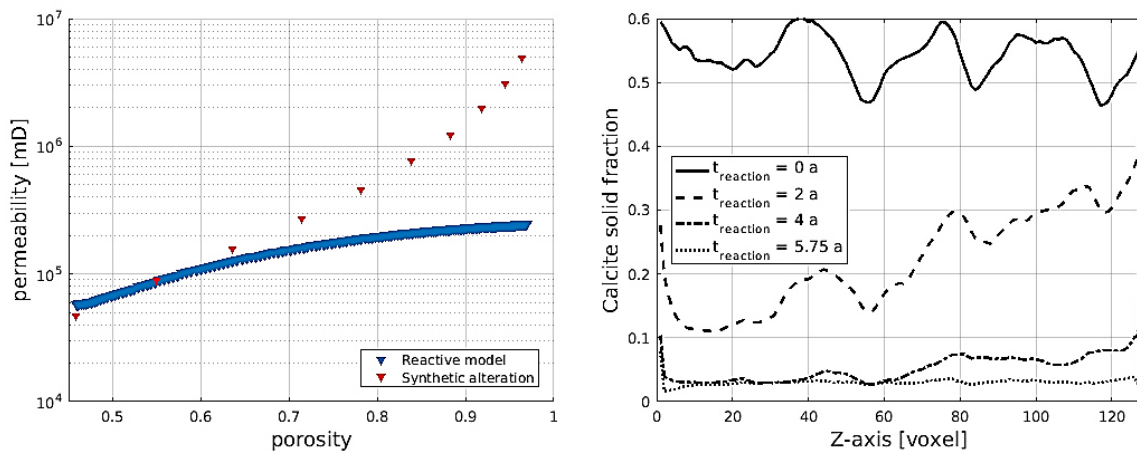 permeability [mD]
10^7
10^6
10^5
10^4
0.5 0.6 0.7 0.8 0.9 1
porosity
Reactive model
Synthetic alteration
Calcite solid fraction
0.6
0.5
0.4
0.3
0.2
0.1
0
0 20 40 60 80 100 120
Z-axis [voxel]
t_reaction = 0 a
t_reaction = 2 a
t_reaction = 4 a
t_reaction = 5.75 a